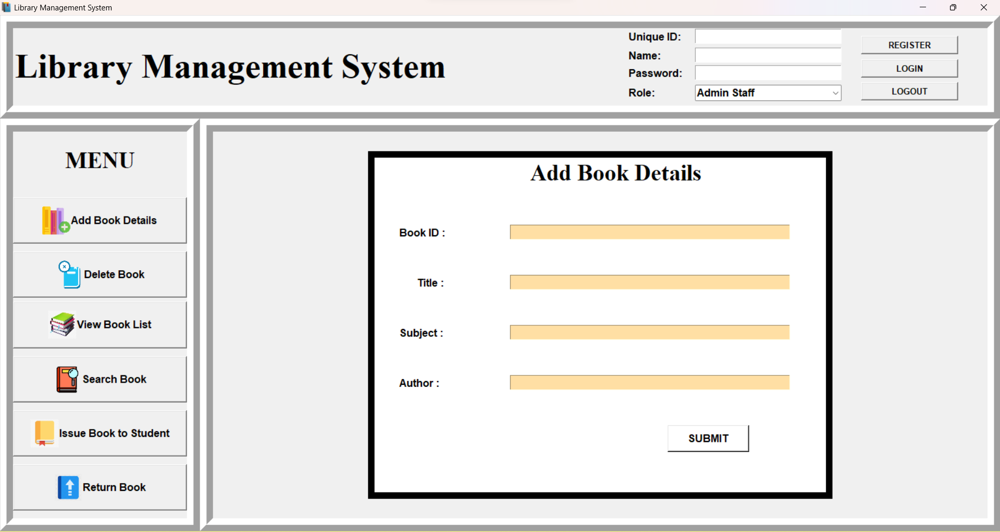 Library Management System
Library Management System
Unique ID:
Name:
Password:
Role: Admin Staff
REGISTER
LOGIN
LOGOUT
MENU
Add Book Details
Delete Book
View Book List
Search Book
Issue Book to Student
Return Book
Add Book Details
Book ID :
Title :
Subject :
Author :
SUBMIT